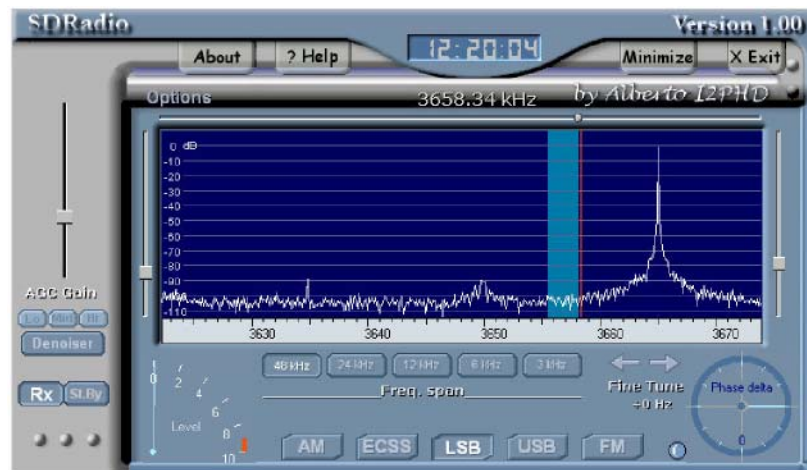 SDRadio
Version 1.00
About
? Help
12:20:04
Minimize
X Exit
Options
3658.34 kHz
by Alberto I2PHD
0 dB
-10
-20
-30
-40
-50
-60
-70
-80
-90
-100
-110
3630 3640 3650 3660 3670
AGC Gain
Lo Mid Hi
Denoiser
Rx St.By
48 kHz 24 kHz 12 kHz 6 kHz 3 kHz
Freq. span
Fine Tune
+0 Hz
Phase delta
0
0 2 4 6 8 10
Level
AM ECSS LSB USB FM